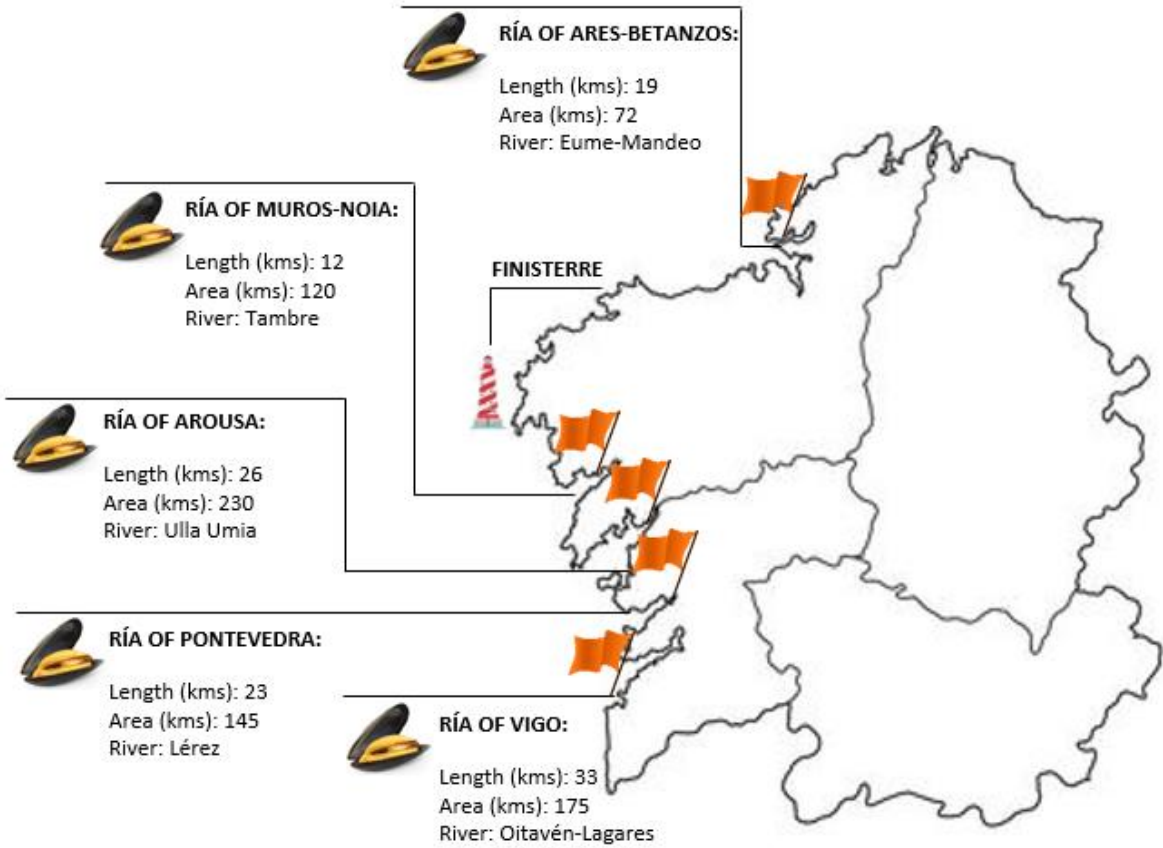 RÍA OF ARES-BETANZOS:
Length (kms): 19
Area (kms): 72
River: Eume-Mandeo
RÍA OF MUROS-NOIA:
Length (kms): 12
Area (kms): 120
River: Tambre
FINISTERRE
RÍA OF AROUSA:
Length (kms): 26
Area (kms): 230
River: Ulla Umia
RÍA OF PONTEVEDRA:
Length (kms): 23
Area (kms): 145
River: Lérez
RÍA OF VIGO:
Length (kms): 33
Area (kms): 175
River: Oitavén-Lagares